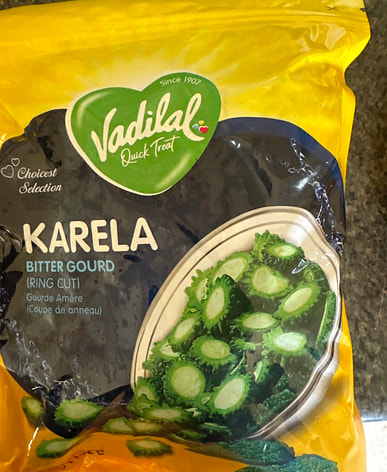 Since 1907
Vadilal
Quick Treat
Choicest
Selection
KARELA
BITTER GOURD
(RING CUT)
Gourde Amère
(Coupe de anneau)